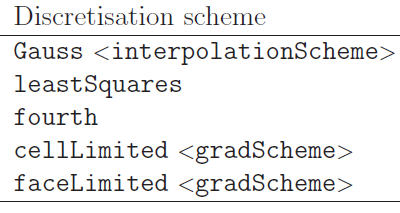 Discretisation scheme
Gauss <interpolationScheme>
leastSquares
fourth
cellLimited <gradScheme>
faceLimited <gradScheme>